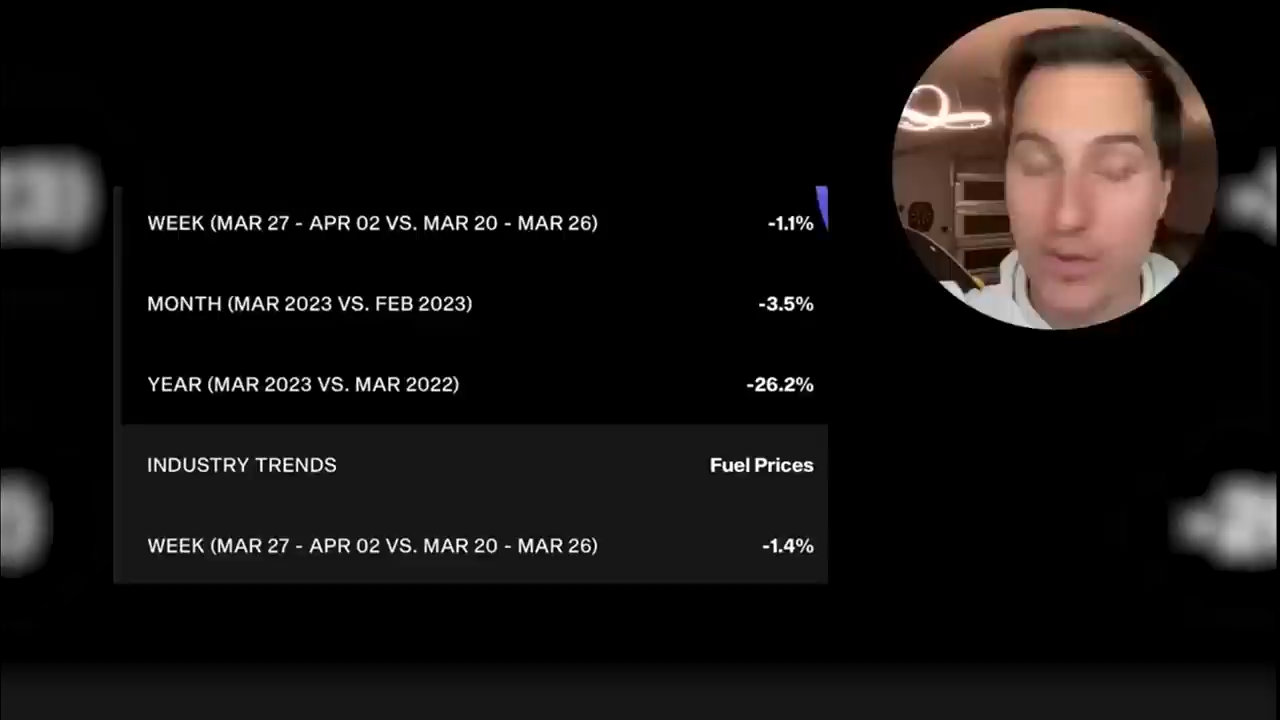 WEEK (MAR 27 - APR 02 VS. MAR 20 - MAR 26) -1.1%
MONTH (MAR 2023 VS. FEB 2023) -3.5%
YEAR (MAR 2023 VS. MAR 2022) -26.2%
INDUSTRY TRENDS Fuel Prices
WEEK (MAR 27 - APR 02 VS. MAR 20 - MAR 26) -1.4%